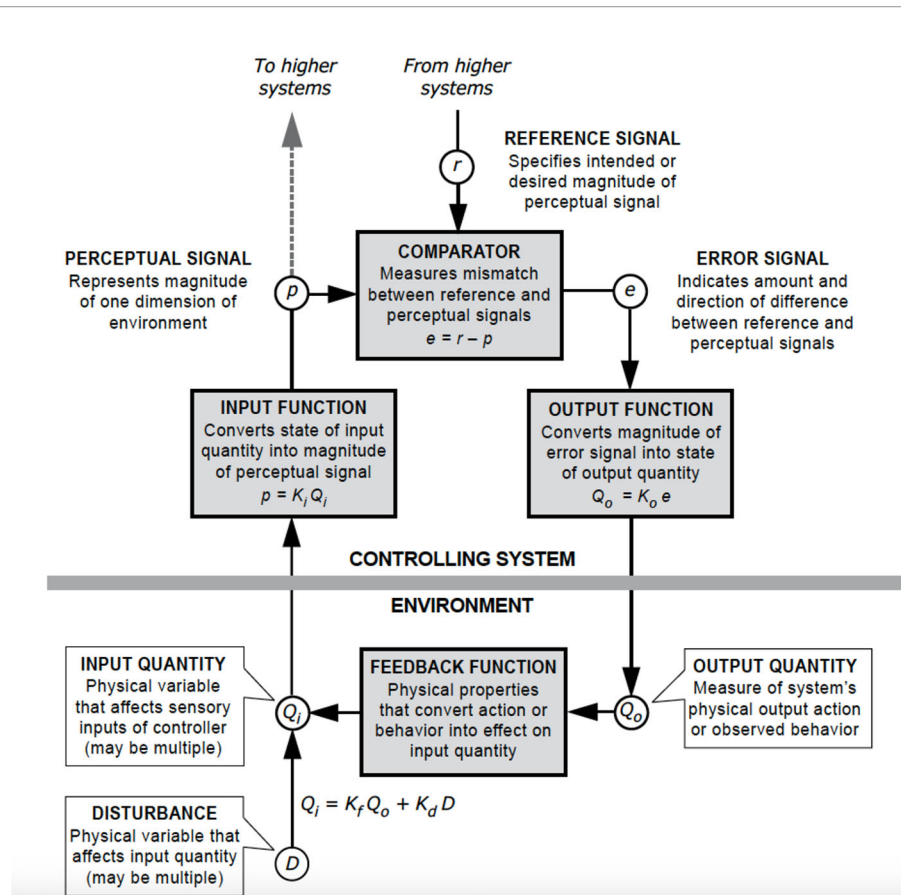 To higher
systems
From higher
systems
r
REFERENCE SIGNAL
Specifies intended or
desired magnitude of
perceptual signal
PERCEPTUAL SIGNAL
Represents magnitude
of one dimension of
environment
p
COMPARATOR
Measures mismatch
between reference and
perceptual signals
e = r – p
e
ERROR SIGNAL
Indicates amount and
direction of difference
between reference and
perceptual signals
INPUT FUNCTION
Converts state of input
quantity into magnitude
of perceptual signal
p = KᵢQᵢ
OUTPUT FUNCTION
Converts magnitude of
error signal into state
of output quantity
Qₒ = Kₒ e
CONTROLLING SYSTEM
ENVIRONMENT
INPUT QUANTITY
Physical variable
that affects sensory
inputs of controller
(may be multiple)
Qᵢ
FEEDBACK FUNCTION
Physical properties
that convert action or
behavior into effect on
input quantity
Qₒ
OUTPUT QUANTITY
Measure of system's
physical output action
or observed behavior
Qᵢ = K_f Qₒ + K_d D
DISTURBANCE
Physical variable that
affects input quantity
(may be multiple)
D